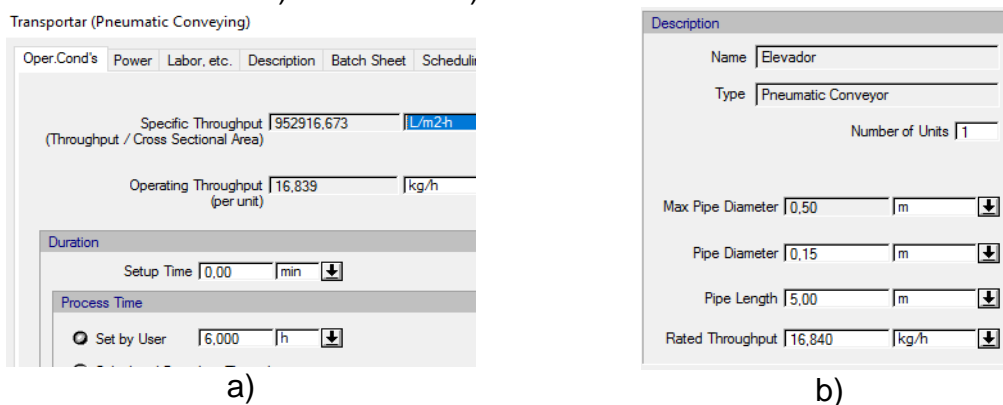 Transportar (Pneumatic Conveying)
Oper.Cond's Power Labor, etc. Description Batch Sheet Scheduli
Specific Throughput 952916,673 L/m2-h
(Throughput / Cross Sectional Area)
Operating Throughput 16,839 kg/h
(per unit)
Duration
Setup Time 0,00 min
Process Time
Set by User 6,000 h
a)
Description
Name Elevador
Type Pneumatic Conveyor
Number of Units 1
Max Pipe Diameter 0,50 m
Pipe Diameter 0,15 m
Pipe Length 5,00 m
Rated Throughput 16,840 kg/h
b)